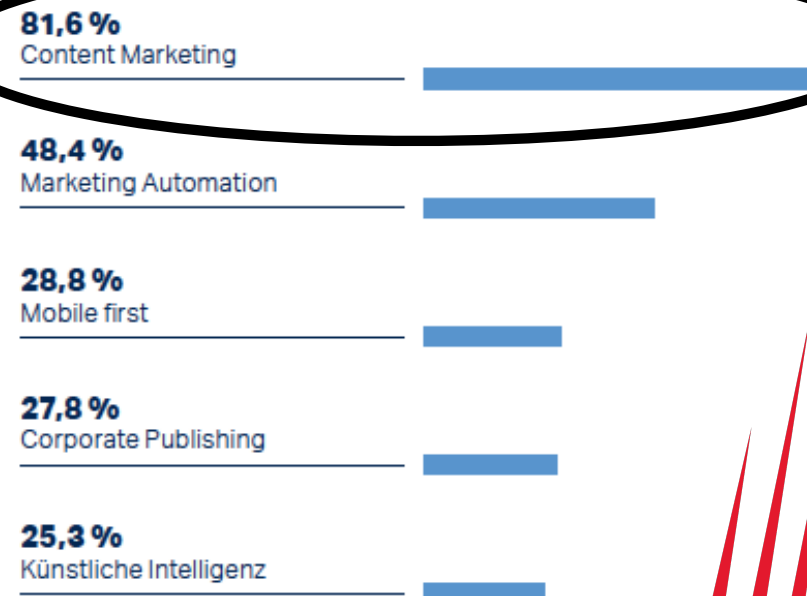 81,6 %
Content Marketing
48,4 %
Marketing Automation
28,8 %
Mobile first
27,8 %
Corporate Publishing
25,3 %
Künstliche Intelligenz